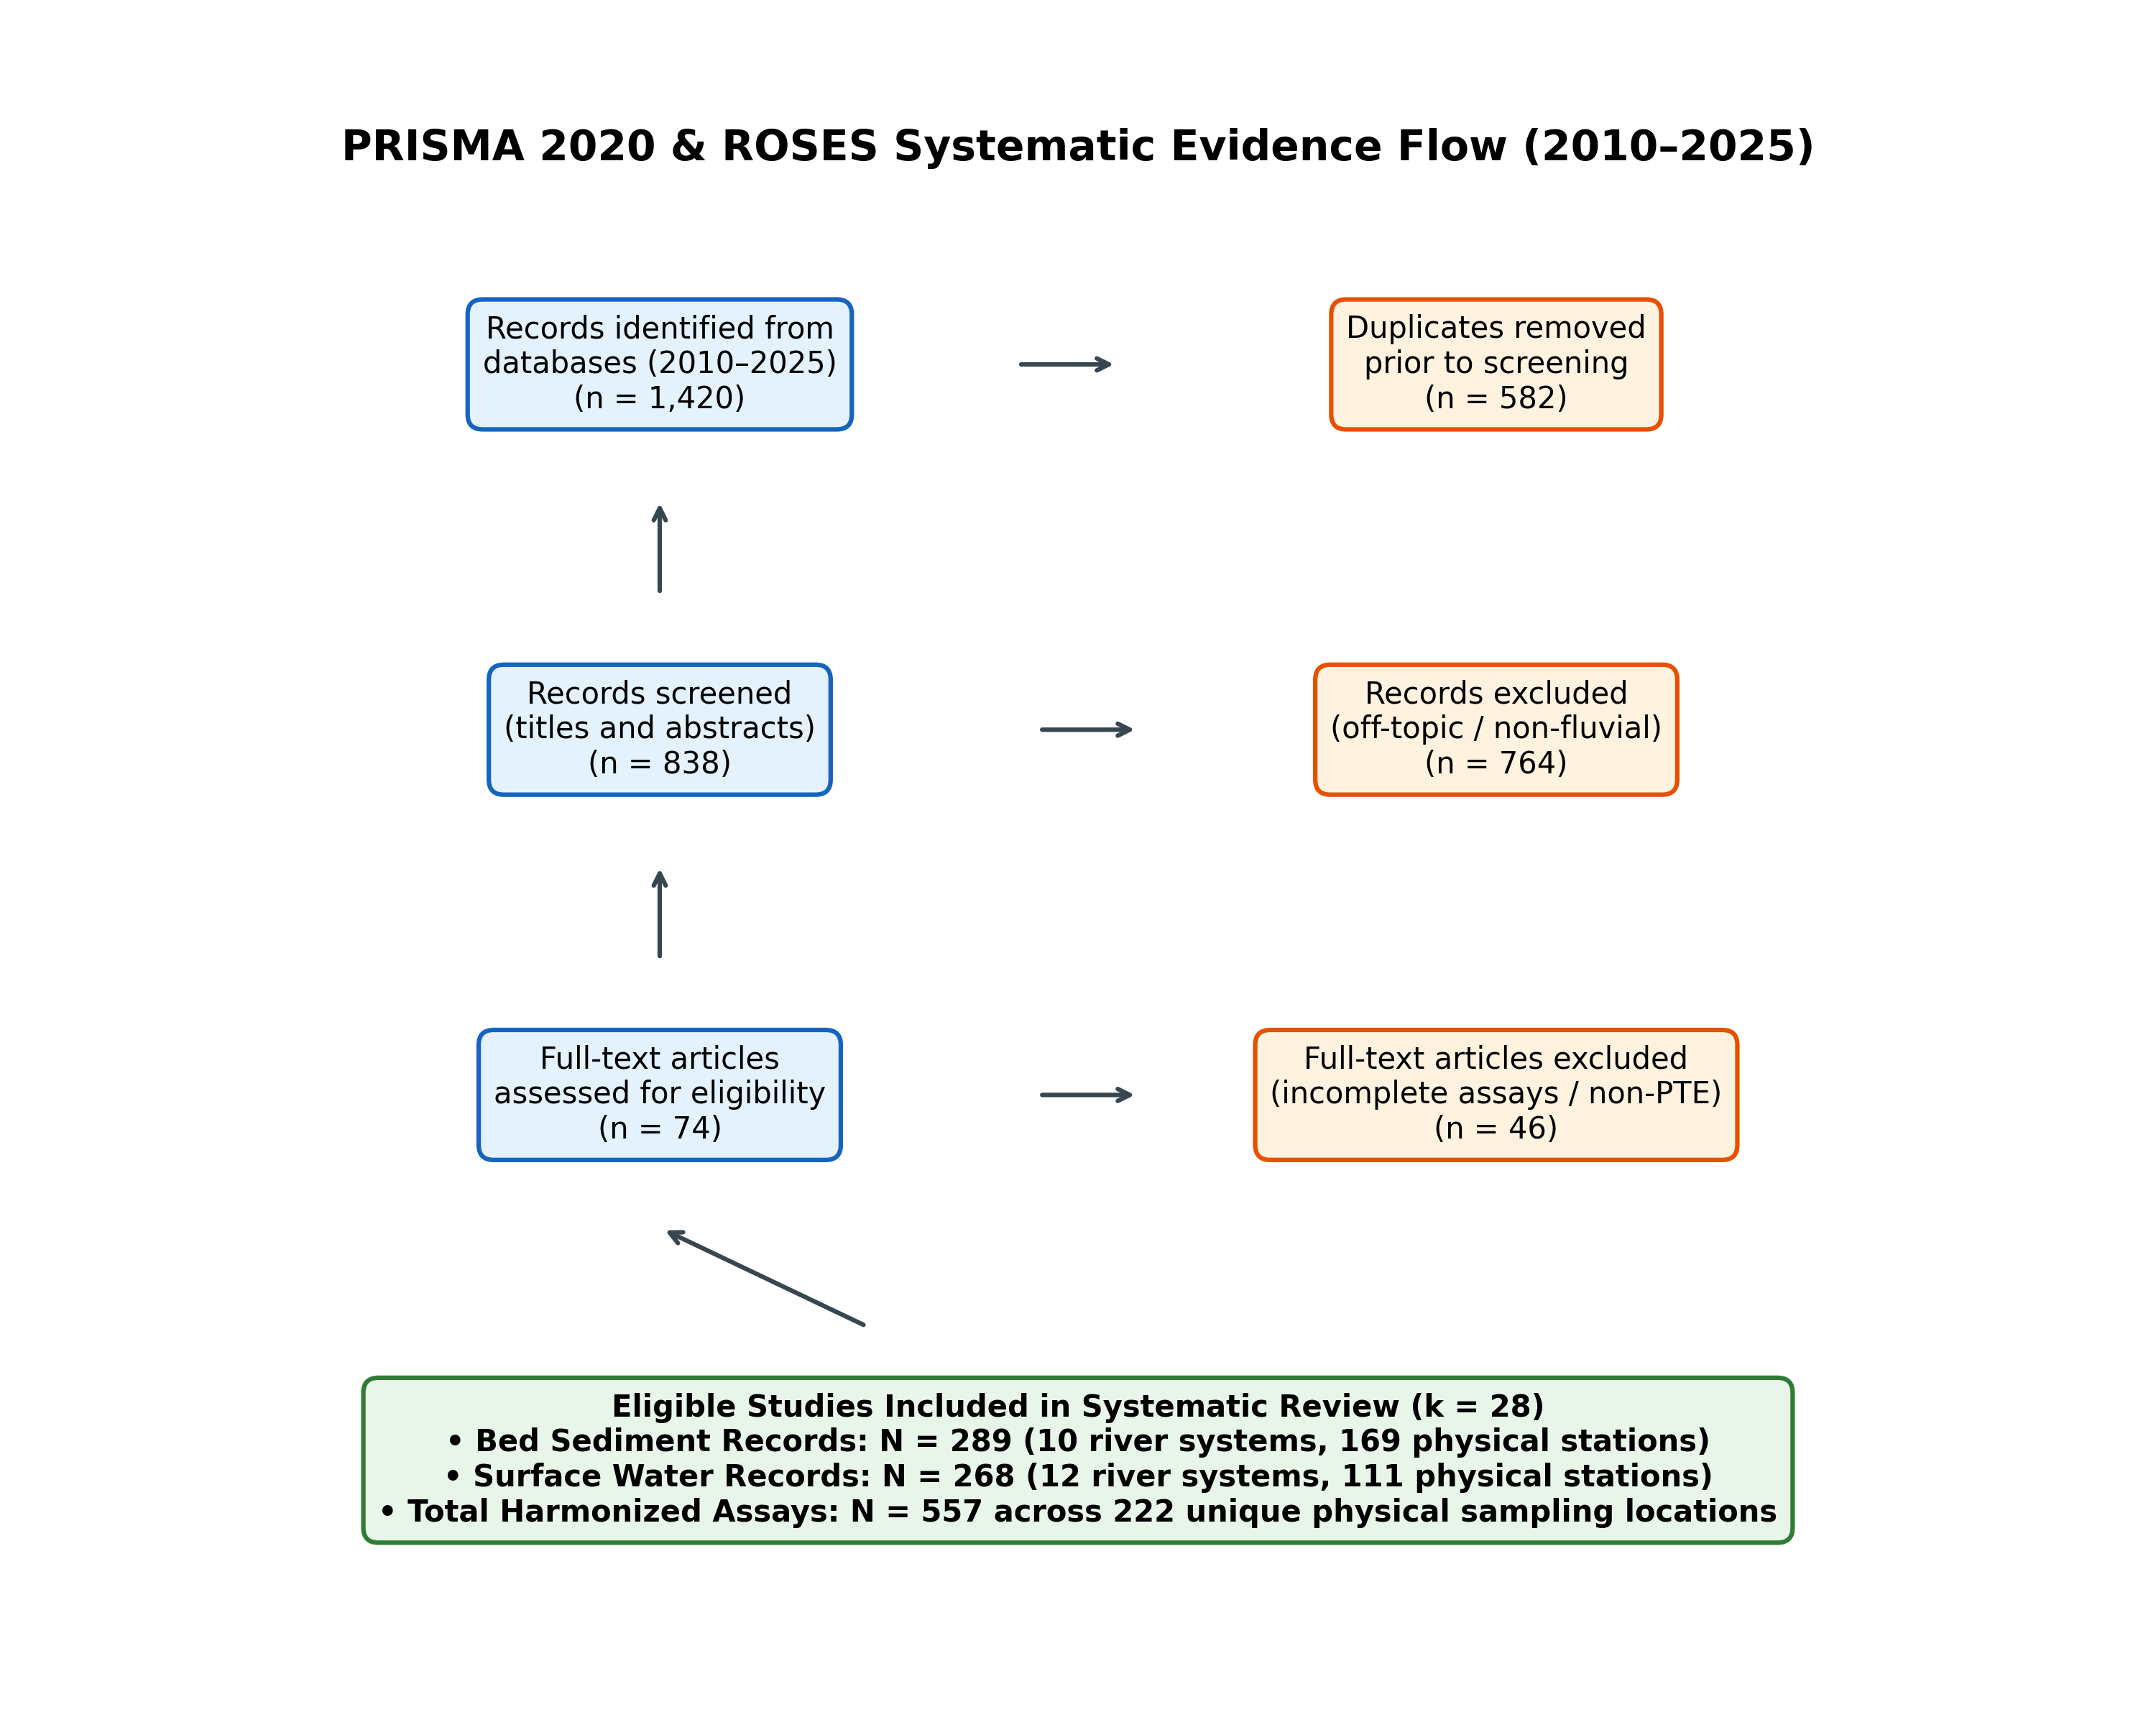 PRISMA 2020 & ROSES Systematic Evidence Flow (2010–2025)
Records identified from
databases (2010–2025)
(n = 1,420)
Duplicates removed
prior to screening
(n = 582)
Records screened
(titles and abstracts)
(n = 838)
Records excluded
(off-topic / non-fluvial)
(n = 764)
Full-text articles
assessed for eligibility
(n = 74)
Full-text articles excluded
(incomplete assays / non-PTE)
(n = 46)
Eligible Studies Included in Systematic Review (k = 28)
• Bed Sediment Records: N = 289 (10 river systems, 169 physical stations)
• Surface Water Records: N = 268 (12 river systems, 111 physical stations)
• Total Harmonized Assays: N = 557 across 222 unique physical sampling locations